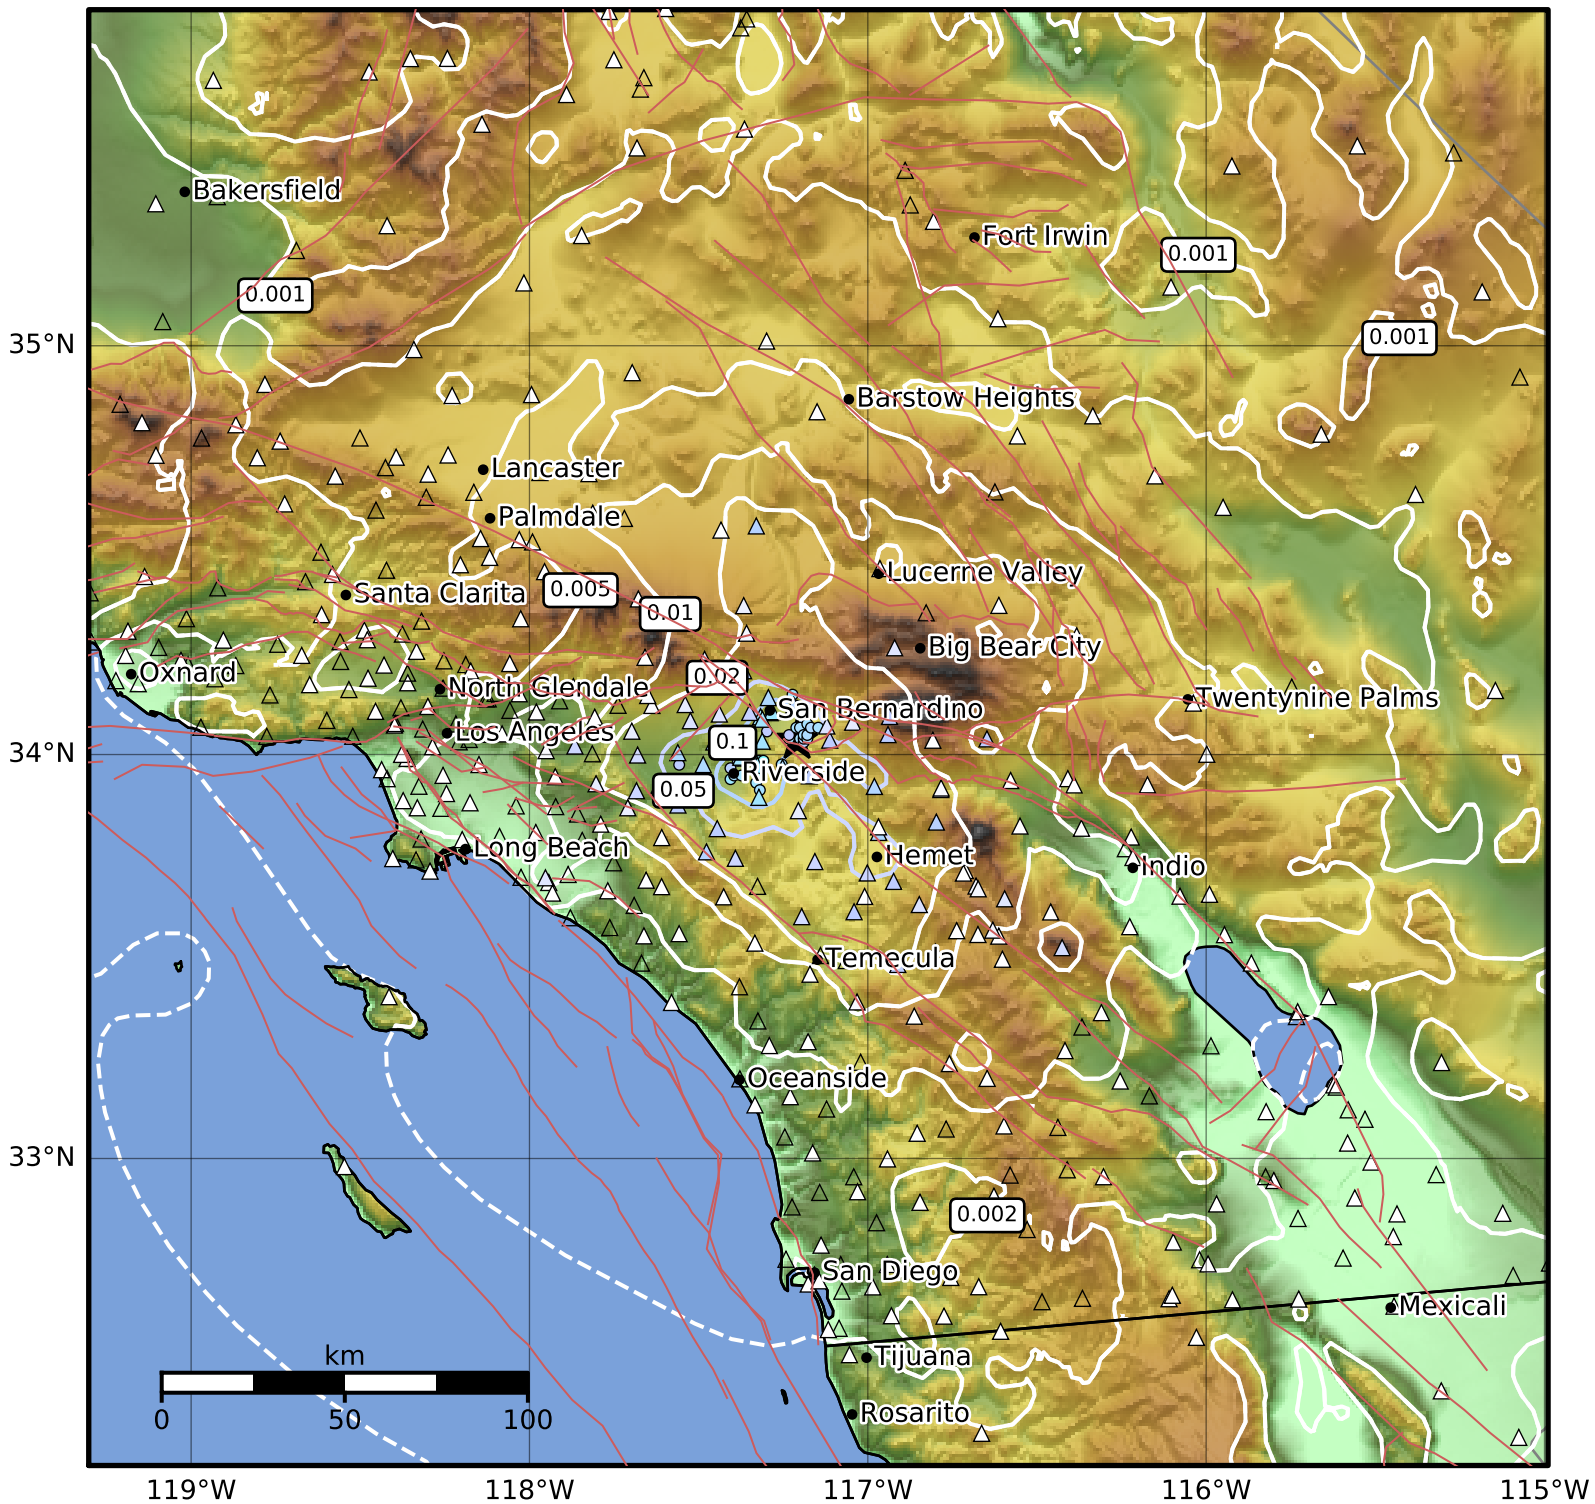 Bakersfield
Fort Irwin
0.001
0.001
0.001
35°N
Barstow Heights
Lancaster
Palmdale
Lucerne Valley
0.005
Santa Clarita
0.01
Big Bear City
Oxnard
0.02
North Glendale
Twentynine Palms
San Bernardino
Los Angeles
0.1
34°N
Riverside
0.05
Long Beach
Hemet
Indio
Temecula
Oceanside
33°N
0.002
San Diego
Mexicali
km
Tijuana
0 50 100
Rosarito
119°W 118°W 117°W 116°W 115°W